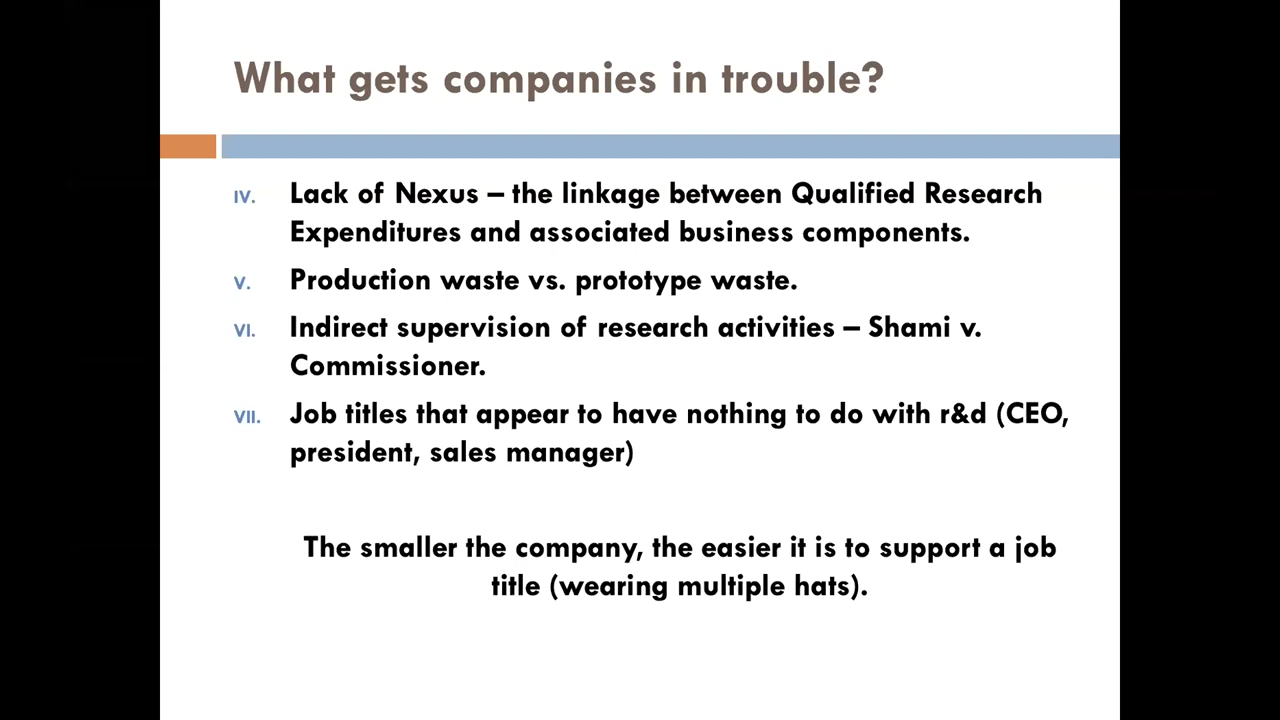 What gets companies in trouble?
IV. Lack of Nexus – the linkage between Qualified Research
Expenditures and associated business components.
V. Production waste vs. prototype waste.
VI. Indirect supervision of research activities – Shami v.
Commissioner.
VII. Job titles that appear to have nothing to do with r&d (CEO,
president, sales manager)
The smaller the company, the easier it is to support a job
title (wearing multiple hats).